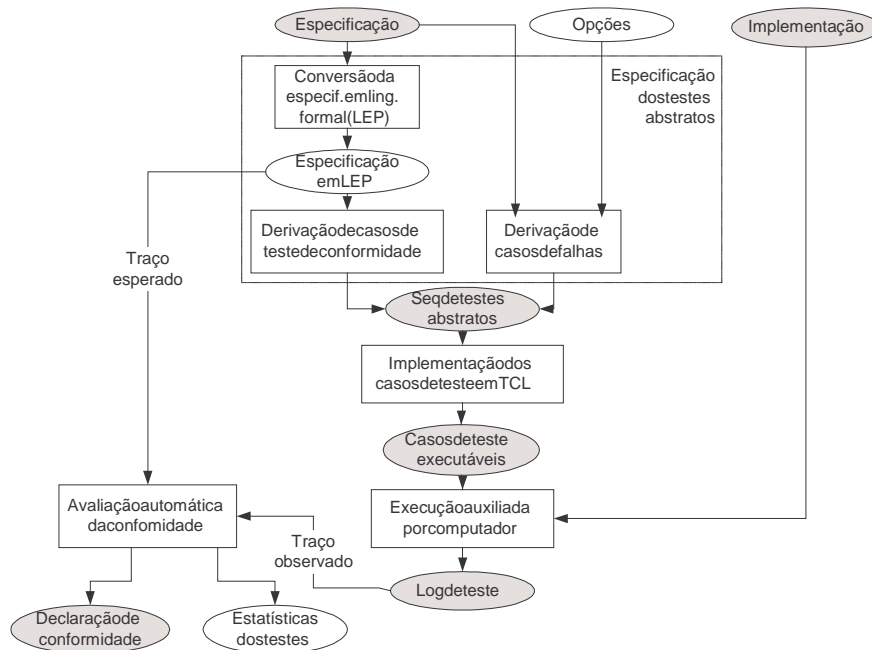 Especificação
Opções
Implementação
Conversãoda
especif.emling.
formal(LEP)
Especificação
dostestes
abstratos
Especificação
emLEP
Derivaçãodecasosde
testedeconformidade
Derivaçãode
casosdefalhas
Traço
esperado
Seqdetestes
abstratos
Implementaçãodos
casosdetesteemTCL
Casosdeteste
executáveis
Avaliaçãoautomática
daconfomidade
Execuçãoauxiliada
porcomputador
Traço
observado
Logdeteste
Declaraçãode
conformidade
Estatísticas
dostestes